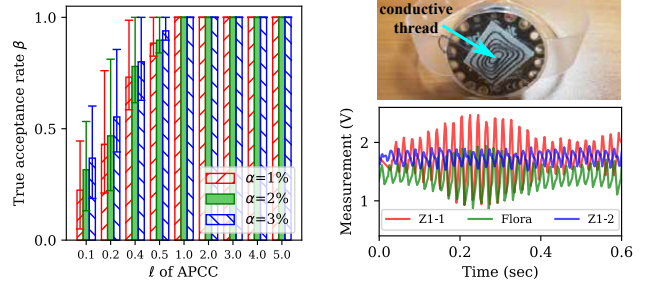 True acceptance rate β
1.0
0.5
0.0
α=1%
α=2%
α=3%
0.1 0.2 0.4 0.5 1.0 2.0 3.0 4.0 5.0
ℓ of APCC
conductive
thread
Measurement (V)
2
1
Z1-1 Flora Z1-2
0.0 0.2 0.4 0.6
Time (sec)